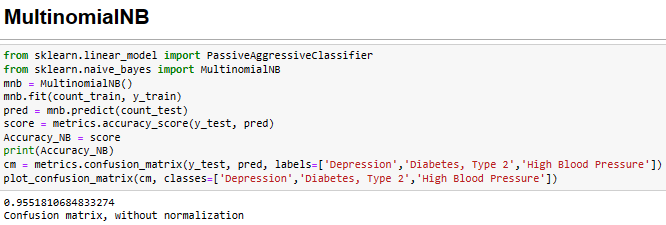 MultinomialNB
from sklearn.linear_model import PassiveAggressiveClassifier
from sklearn.naive_bayes import MultinomialNB
mnb = MultinomialNB()
mnb.fit(count_train, y_train)
pred = mnb.predict(count_test)
score = metrics.accuracy_score(y_test, pred)
Accuracy_NB = score
print(Accuracy_NB)
cm = metrics.confusion_matrix(y_test, pred, labels=['Depression','Diabetes, Type 2','High Blood Pressure'])
plot_confusion_matrix(cm, classes=['Depression','Diabetes, Type 2','High Blood Pressure'])
0.9551810684833274
Confusion matrix, without normalization